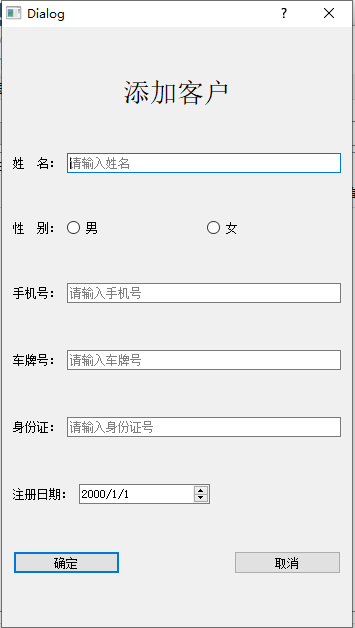 Dialog
添加客户
姓 名： 请输入姓名
性 别： 男 女
手机号： 请输入手机号
车牌号： 请输入车牌号
身份证： 请输入身份证号
注册日期： 2000/1/1
确定 取消